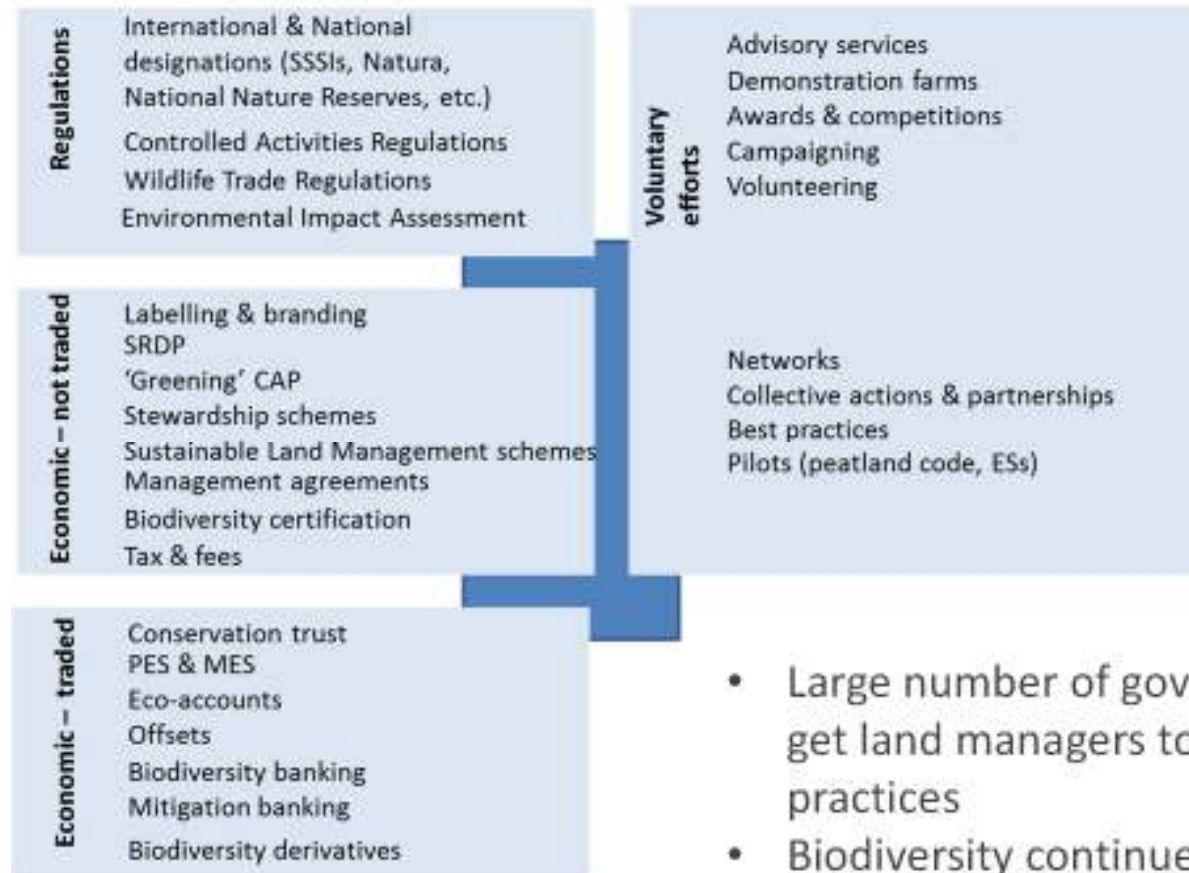 Regulations
International & National
designations (SSSIs, Natura,
National Nature Reserves, etc.)
Controlled Activities Regulations
Wildlife Trade Regulations
Environmental Impact Assessment
Economic – not traded
Labelling & branding
SRDP
‘Greening’ CAP
Stewardship schemes
Sustainable Land Management schemes
Management agreements
Biodiversity certification
Tax & fees
Economic – traded
Conservation trust
PES & MES
Eco-accounts
Offsets
Biodiversity banking
Mitigation banking
Biodiversity derivatives
Voluntary
efforts
Advisory services
Demonstration farms
Awards & competitions
Campaigning
Volunteering
Networks
Collective actions & partnerships
Best practices
Pilots (peatland code, ESs)
• Large number of gov
get land managers to
practices
• Biodiversity continue